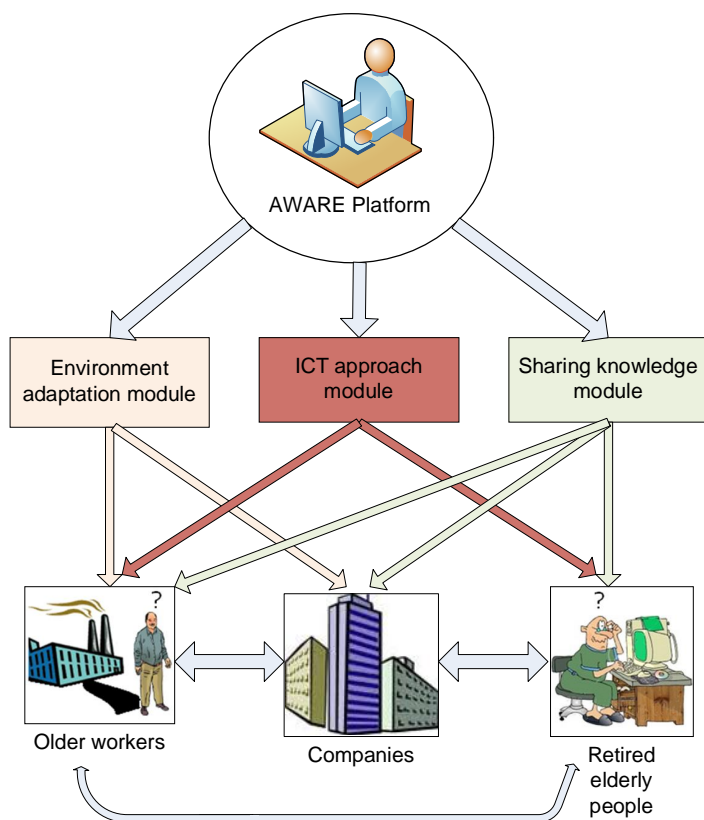 AWARE Platform
Environment
adaptation module
ICT approach
module
Sharing knowledge
module
?
?
Older workers
Companies
Retired
elderly
people